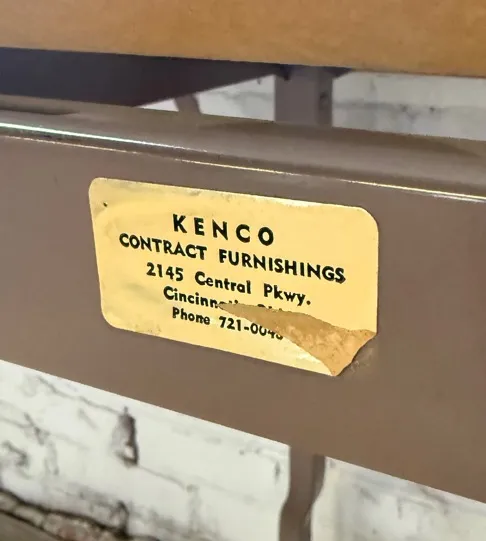 KENCO
CONTRACT FURNISHINGS
2145 Central Pkwy.
Phone